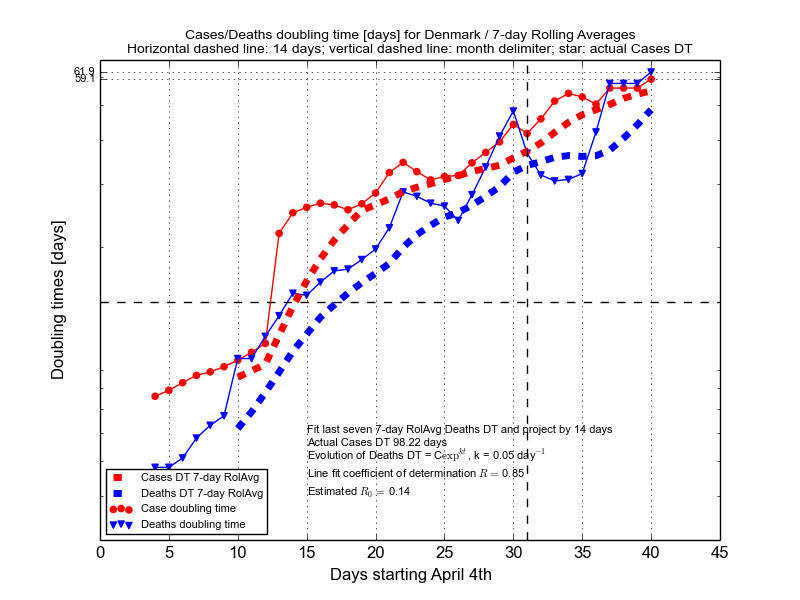 Cases/Deaths doubling time [days] for Denmark / 7-day Rolling Averages
Horizontal dashed line: 14 days; vertical dashed line: month delimiter; star: actual Cases DT
61.9
59.1
Doubling times [days]
Fit last seven 7-day RolAvg Deaths DT and project by 14 days
Actual Cases DT 98.22 days
Evolution of Deaths DT = Cexp^{kt}, k = 0.05 day^{-1}
Line fit coefficient of determination R = 0.85
Estimated R_0 = 0.14
Cases DT 7-day RolAvg
Deaths DT 7-day RolAvg
Case doubling time
Deaths doubling time
0 5 10 15 20 25 30 35 40 45
Days starting April 4th